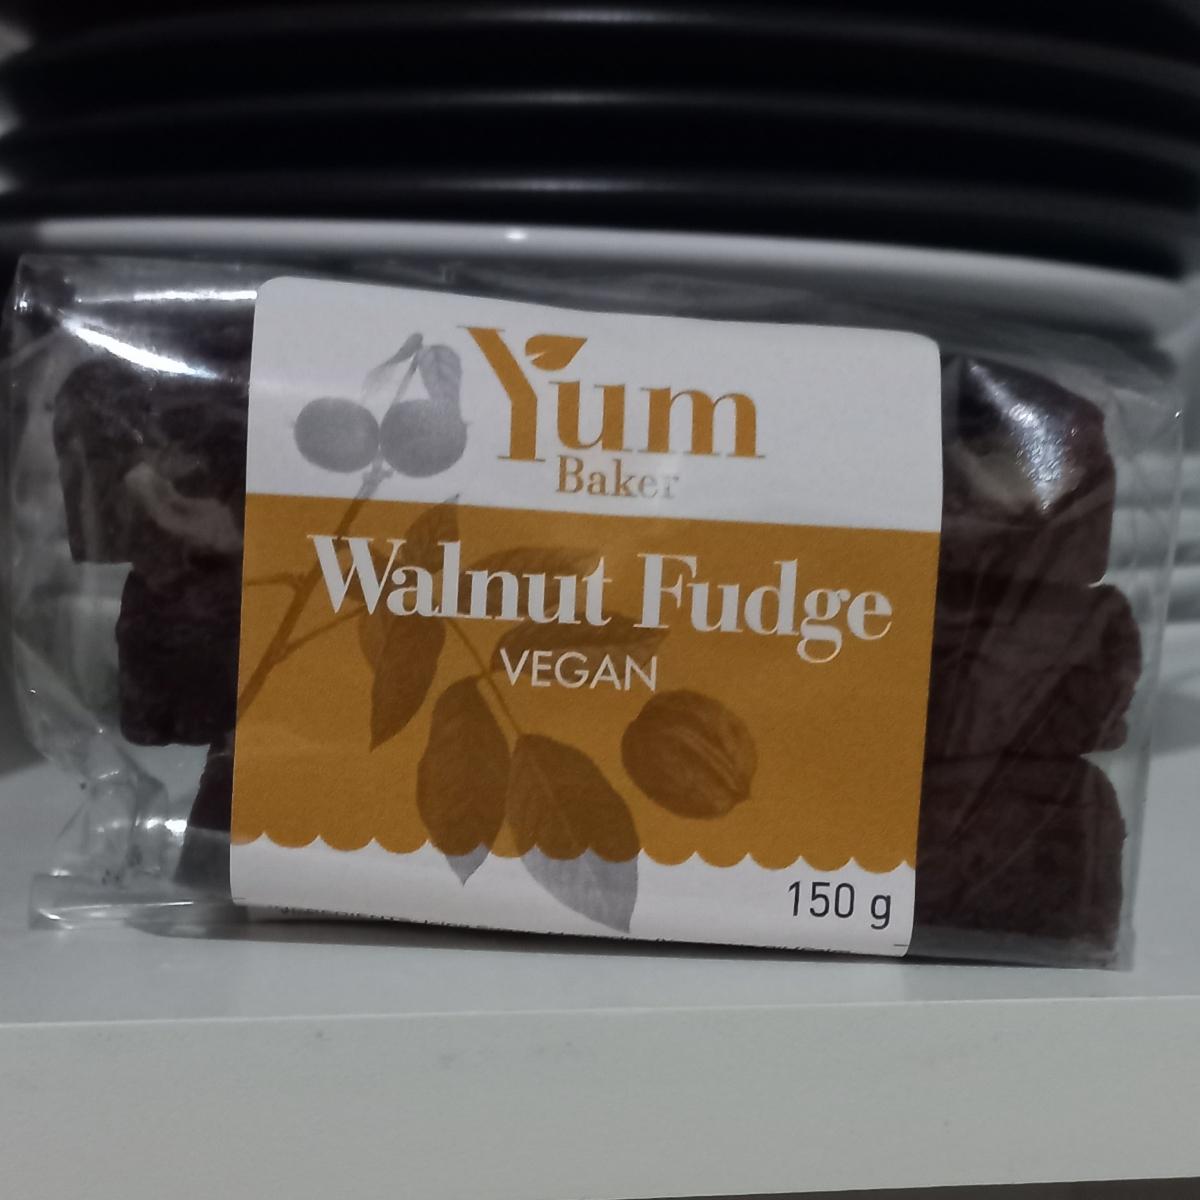 Yum
Baker
Walnut Fudge
VEGAN
150 g